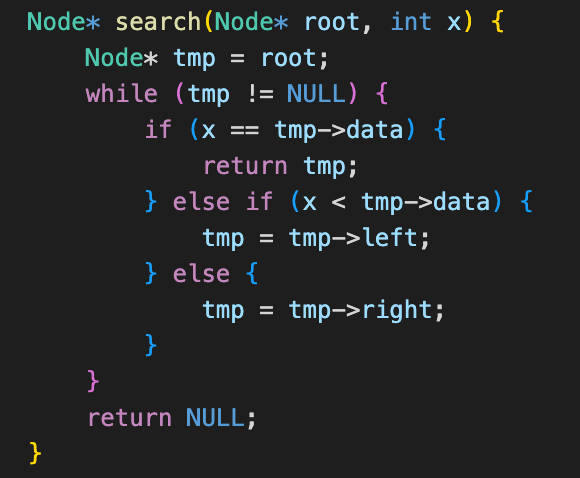 Node* search(Node* root, int x) {
    Node* tmp = root;
    while (tmp != NULL) {
        if (x == tmp->data) {
            return tmp;
        } else if (x < tmp->data) {
            tmp = tmp->left;
        } else {
            tmp = tmp->right;
        }
    }
    return NULL;
}